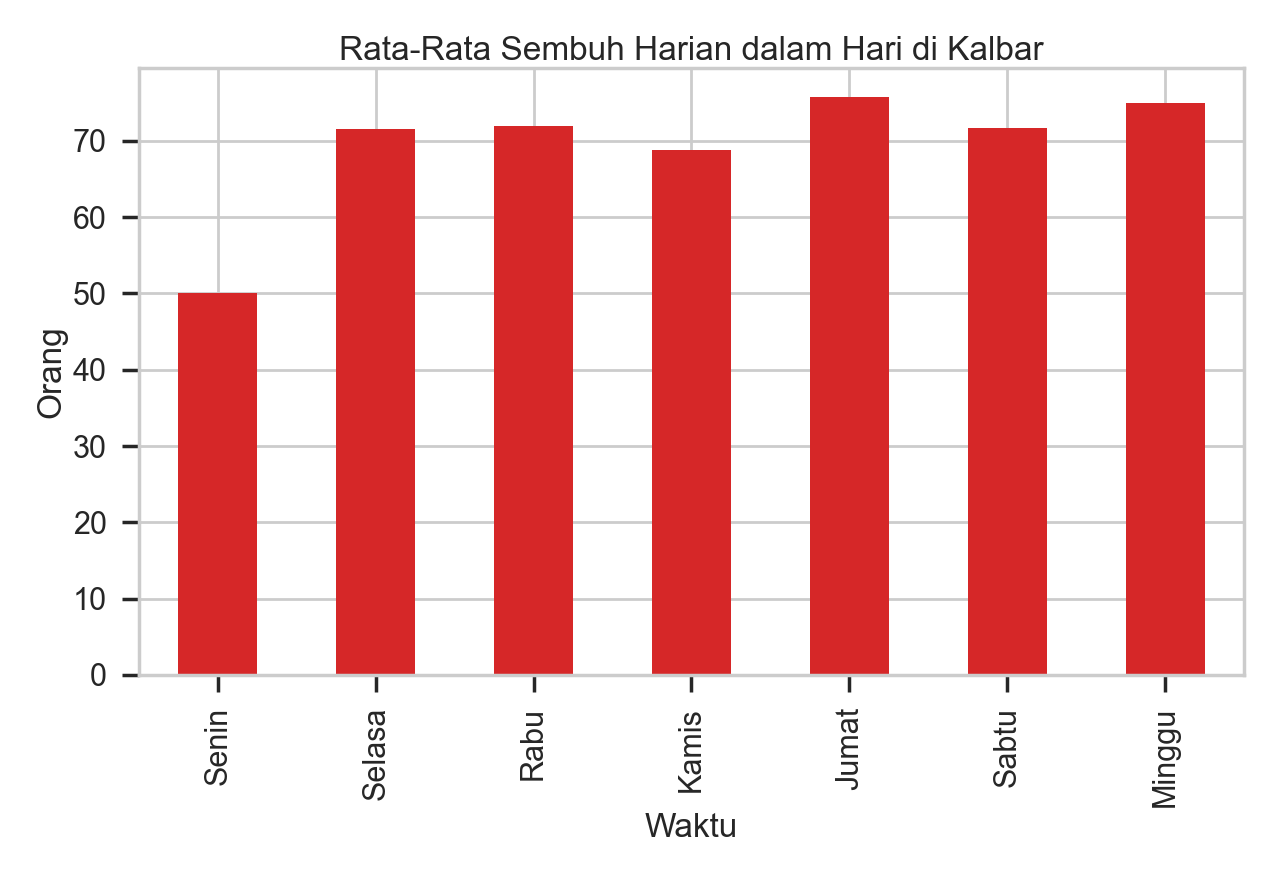 Rata-Rata Sembuh Harian dalam Hari di Kalbar
70
60
50
40
30
20
10
0
Orang
Senin
Selasa
Rabu
Kamis
Jumat
Sabtu
Minggu
Waktu